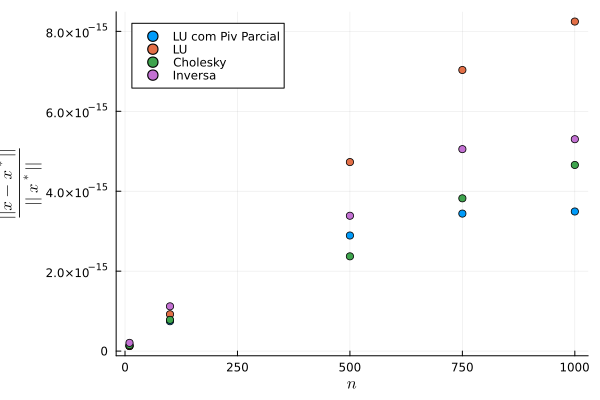 8.0×10⁻¹⁵
6.0×10⁻¹⁵
4.0×10⁻¹⁵
2.0×10⁻¹⁵
0
||x − x*||
||x*||
LU com Piv Parcial
LU
Cholesky
Inversa
0 250 500 750 1000
n